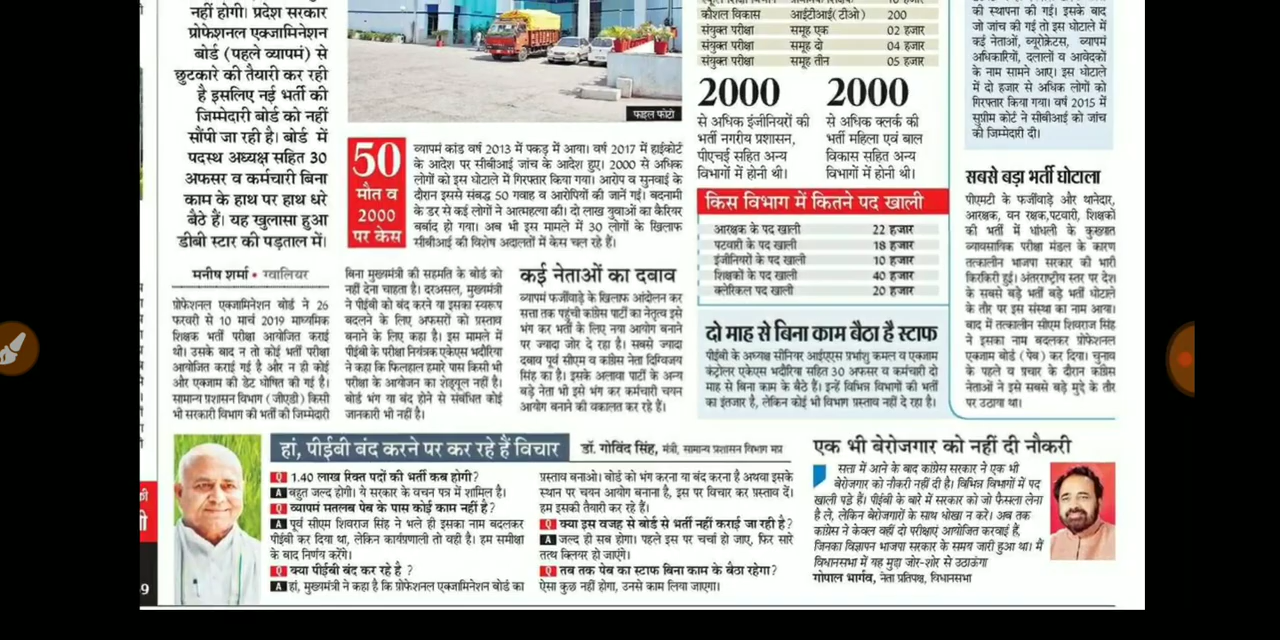 नहीं होगी। प्रदेश सरकार
प्रोफेशनल एक्जामिनेशन
बोर्ड (पहले व्यापमं) से
छुटकारे की तैयारी कर रही
है इसलिए नई भर्ती की
जिम्मेदारी बोर्ड को नहीं
सौंपी जा रही है। बोर्ड में
पदस्थ अध्यक्ष सहित 30
अफसर व कर्मचारी बिना
काम के हाथ पर हाथ धरे
बैठे हैं। यह खुलासा हुआ
डीबी स्टार की पड़ताल में।
मनीष शर्मा • ग्वालियर
प्रोफेशनल एक्जामिनेशन बोर्ड ने 26
फरवरी से 10 मार्च 2019 माध्यमिक
शिक्षक भर्ती परीक्षा आयोजित कराई
थी। उसके बाद न तो कोई भर्ती परीक्षा
आयोजित कराई गई है और न ही कोई
और एक्जाम की डेट घोषित की गई है।
सामान्य प्रशासन विभाग (जीएडी) किसी
भी सरकारी विभाग की भर्ती की जिम्मेदारी
बिना मुख्यमंत्री की सहमति के बोर्ड को
नहीं देना चाहता है। दरअसल, मुख्यमंत्री
ने पीईबी को बंद करने या इसका स्वरूप
बदलने के लिए अफसरों को प्रस्ताव
बनाने के लिए कहा है। इस मामले में
पीईबी के परीक्षा नियंत्रक एकेएस भदौरिया
ने कहा कि फिलहाल हमारे पास किसी भी
परीक्षा के आयोजन का शेड्यूल नहीं है।
बोर्ड भंग या बंद होने से संबंधित कोई
जानकारी भी नहीं है।
फाइल फोटो
50
मौत व
2000
पर केस
व्यापमं कांड वर्ष 2013 में पकड़ में आया। वर्ष 2017 में हाईकोर्ट
के आदेश पर सीबीआई जांच के आदेश हुए। 2000 से अधिक
लोगों को इस घोटाले में गिरफ्तार किया गया। आरोप व सुनवाई के
दौरान इससे संबद्ध 50 गवाह व आरोपियों की जानें गई। बदनामी
के डर से कई लोगों ने आत्महत्या की। दो लाख युवाओं का कैरियर
बर्बाद हो गया। अब भी इस मामले में 30 लोगों के खिलाफ
सीबीआई की विशेष अदालतों में केस चल रहे हैं।
कई नेताओं का दबाव
व्यापमं फर्जीवाड़े के खिलाफ आंदोलन कर
सत्ता तक पहुंची कांग्रेस पार्टी का नेतृत्व इसे
भंग कर भर्ती के लिए नया आयोग बनाने
पर ज्यादा जोर दे रहा है। सबसे ज्यादा
दबाव पूर्व सीएम व कांग्रेस नेता दिग्विजय
सिंह का है। इसके अलावा पार्टी के अन्य
बड़े नेता भी इसे भंग कर कर्मचारी चयन
आयोग बनाने की वकालत कर रहे हैं।
कौशल विकास आईटीआई(टीओ) 200
संयुक्त परीक्षा समूह एक 02 हजार
संयुक्त परीक्षा समूह दो 04 हजार
संयुक्त परीक्षा समूह तीन 05 हजार
2000
से अधिक इंजीनियरों की
भर्ती नगरीय प्रशासन,
पीएचई सहित अन्य
विभागों में होनी थी।
2000
से अधिक क्लर्क की
भर्ती महिला एवं बाल
विकास सहित अन्य
विभागों में होनी थी।
किस विभाग में कितने पद खाली
आरक्षक के पद खाली 22 हजार
पटवारी के पद खाली 18 हजार
इंजीनियरों के पद खाली 10 हजार
शिक्षकों के पद खाली 40 हजार
क्लेरिकल पद खाली 20 हजार
दो माह से बिना काम बैठा है स्टाफ
पीईबी के अध्यक्ष सीनियर आईएएस प्रभांशु कमल व एक्जाम
कंट्रोलर एकेएस भदौरिया सहित 30 अफसर व कर्मचारी दो
माह से बिना काम के बैठे हैं। इन्हें विभिन्न विभागों की भर्ती
का इंतजार है, लेकिन कोई भी विभाग प्रस्ताव नहीं दे रहा है।
की स्थापना की गई। इसके बाद
जो जांच की गई तो इस घोटाले में
कई नेताओं, ब्यूरोक्रेट्स, व्यापमं
अधिकारियों, दलालों व आवेदकों
के नाम सामने आए। इस घोटाले
में दो हजार से अधिक लोगों को
गिरफ्तार किया गया। वर्ष 2015 में
सुप्रीम कोर्ट ने सीबीआई को जांच
की जिम्मेदारी दी।
सबसे बड़ा भर्ती घोटाला
पीएमटी के फर्जीवाड़े और थानेदार,
आरक्षक, वन रक्षक,पटवारी, शिक्षकों
की भर्ती में धांधली के कुख्यात
व्यावसायिक परीक्षा मंडल के कारण
तत्कालीन भाजपा सरकार की भारी
किरकिरी हुई। अंतरराष्ट्रीय स्तर पर देश
के सबसे बड़े भर्ती बड़े भर्ती घोटाले
के तौर पर इस संस्था का नाम आया।
बाद में तत्कालीन सीएम शिवराज सिंह
ने इसका नाम बदलकर प्रोफेशनल
एक्जाम बोर्ड (पेब) कर दिया। चुनाव
के पहले व प्रचार के दौरान कांग्रेस
नेताओं ने इसे सबसे बड़े मुद्दे के तौर
पर उठाया था।
हां, पीईबी बंद करने पर कर रहे हैं विचार
डॉ. गोविंद सिंह, मंत्री, सामान्य प्रशासन विभाग मप्र
Q 1.40 लाख रिक्त पदों की भर्ती कब होगी?
A बहुत जल्द होगी। ये सरकार के वचन पत्र में शामिल है।
Q व्यापमं मतलब पेब के पास कोई काम नहीं है?
A पूर्व सीएम शिवराज सिंह ने भले ही इसका नाम बदलकर
पीईबी कर दिया था, लेकिन कार्यप्रणाली तो वही है। हम समीक्षा
के बाद निर्णय करेंगे।
Q क्या पीईबी बंद कर रहे है ?
A हां, मुख्यमंत्री ने कहा है कि प्रोफेशनल एक्जामिनेशन बोर्ड का
प्रस्ताव बनाओ। बोर्ड को भंग करना या बंद करना है अथवा इसके
स्थान पर चयन आयोग बनाना है, इस पर विचार कर प्रस्ताव दें।
हम इसकी तैयारी कर रहे हैं।
Q क्या इस वजह से बोर्ड से भर्ती नहीं कराई जा रही है?
A जल्द ही सब होगा। पहले इस पर चर्चा हो जाए, फिर सारे
तथ्य क्लियर हो जाएंगे।
Q तब तक पेब का स्टाफ बिना काम के बैठा रहेगा?
ऐसा कुछ नहीं होगा, उनसे काम लिया जाएगा।
एक भी बेरोजगार को नहीं दी नौकरी
सता में आने के बाद कांग्रेस सरकार ने एक भी
बेरोजगार को नौकरी नहीं दी है। विभिन्न विभागों में पद
खाली पड़े हैं। पीईबी के बारे में सरकार को जो फैसला लेना
है ले, लेकिन बेरोजगारों के साथ धोखा न करे। अब तक
कांग्रेस ने केवल वहीं दो परीक्षाएं आयोजित करवाई हैं,
जिनका विज्ञापन भाजपा सरकार के समय जारी हुआ था। मैं
विधानसभा में यह मुद्दा जोर-शोर से उठाऊंगा
गोपाल भार्गव, नेता प्रतिपक्ष, विधानसभा